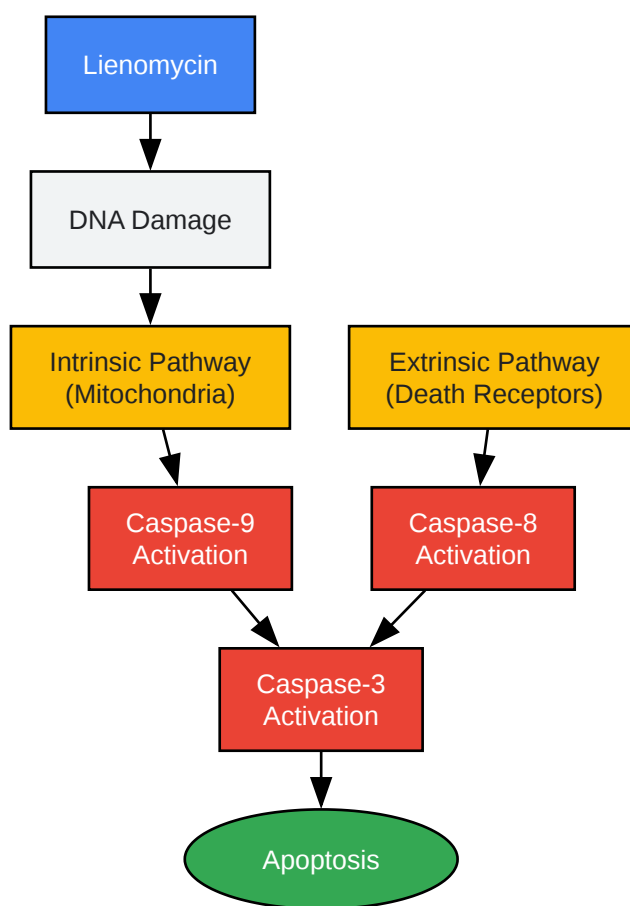 Lienomycin
DNA Damage
Intrinsic Pathway
(Mitochondria)
Extrinsic Pathway
(Death Receptors)
Caspase-9
Activation
Caspase-8
Activation
Caspase-3
Activation
Apoptosis